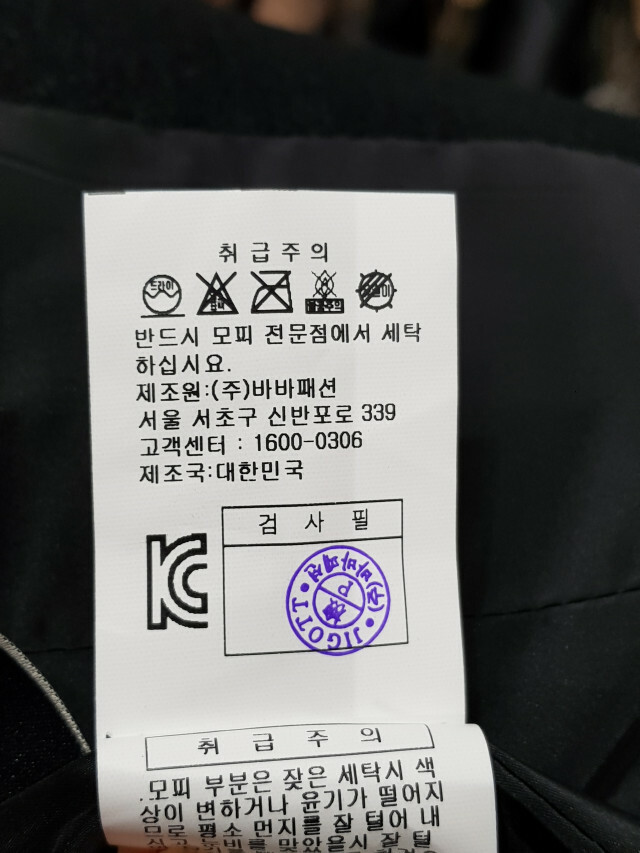 취급주의
드라이
반드시 모피 전문점에서 세탁
하십시요.
제조원:(주)바바패션
서울 서초구 신반포로 339
고객센터 : 1600-0306
제조국:대한민국
검 사 필
JIGOTT
P
취 급 주 의
모피 부분은 잦은 세탁시 색
상이 변하거나 윤기가 떨어지
므로 평소 먼지를 잘 털어 내